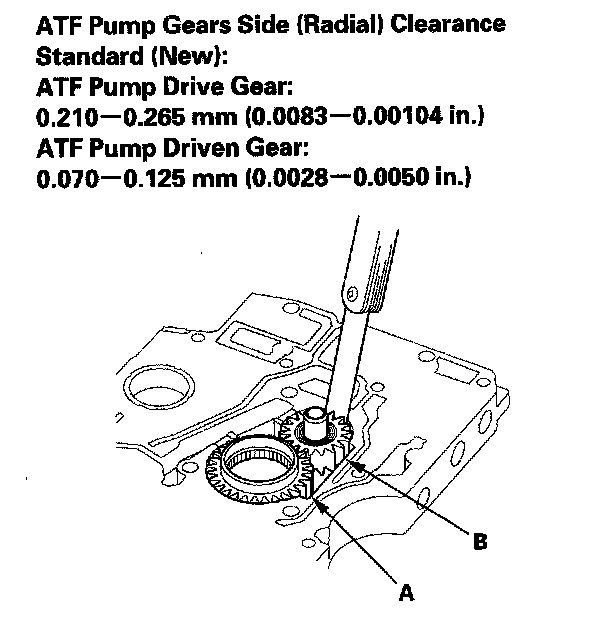 ATF Pump Gears Side (Radial) Clearance
Standard (New):
ATF Pump Drive Gear:
0.210—0.265 mm (0.0083—0.00104 in.)
ATF Pump Driven Gear:
0.070—0.125 mm (0.0028—0.0050 in.)
B
A